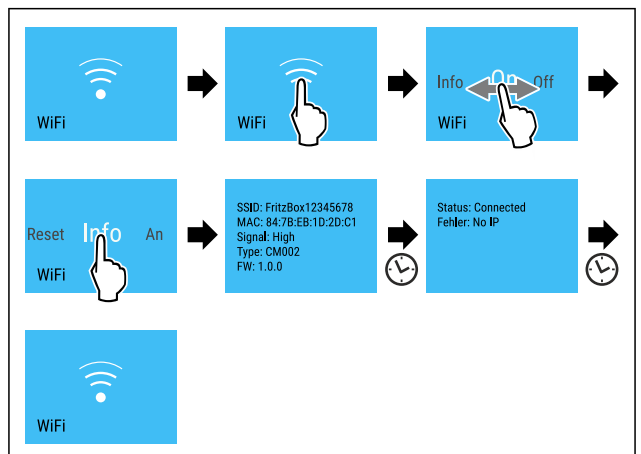 WiFi
WiFi
Info On Off
WiFi
Reset Info An
WiFi
SSID: FritzBox12345678
MAC: 84:7B:EB:1D:2D:C1
Signal: High
Type: CM002
FW: 1.0.0
Status: Connected
Fehler: No IP
WiFi